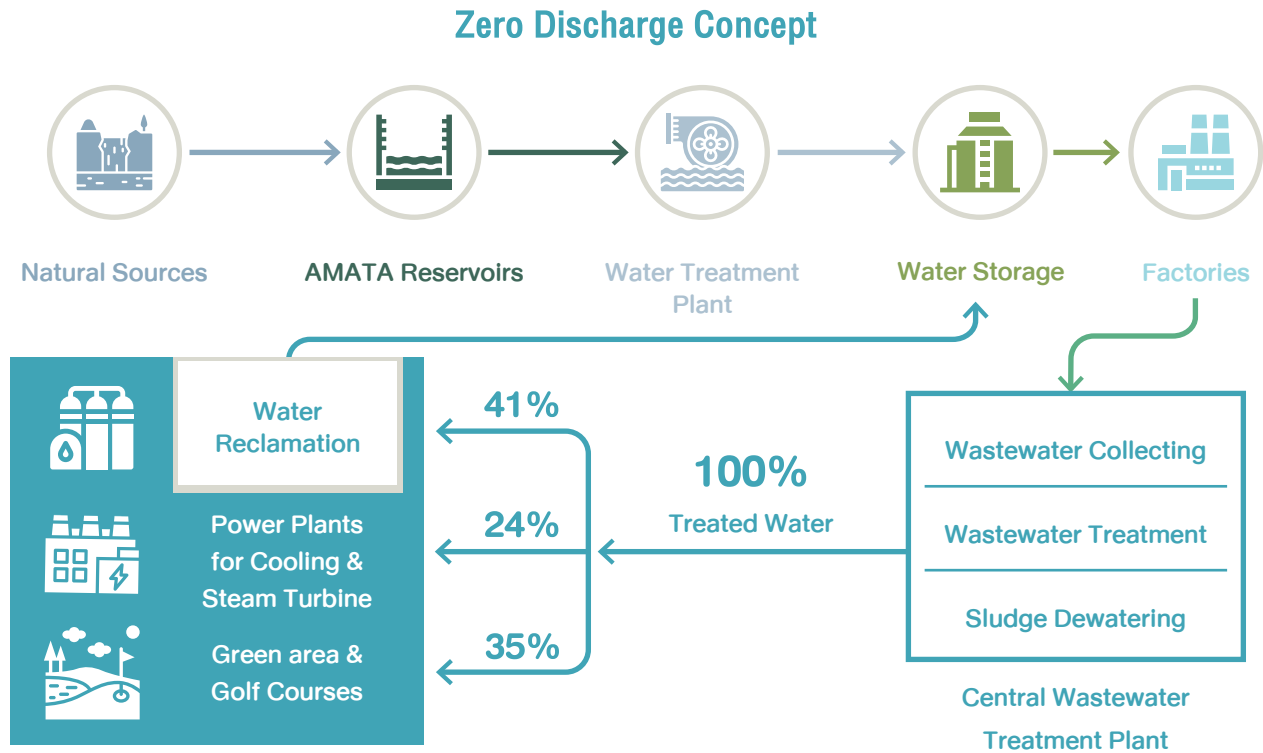 Zero Discharge Concept
Natural Sources
AMATA Reservoirs
Water Treatment
Plant
Water Storage
Factories
Water
Reclamation
Power Plants
for Cooling &
Steam Turbine
Green area &
Golf Courses
41%
24%
35%
100%
Treated Water
Wastewater Collecting
Wastewater Treatment
Sludge Dewatering
Central Wastewater
Treatment Plant